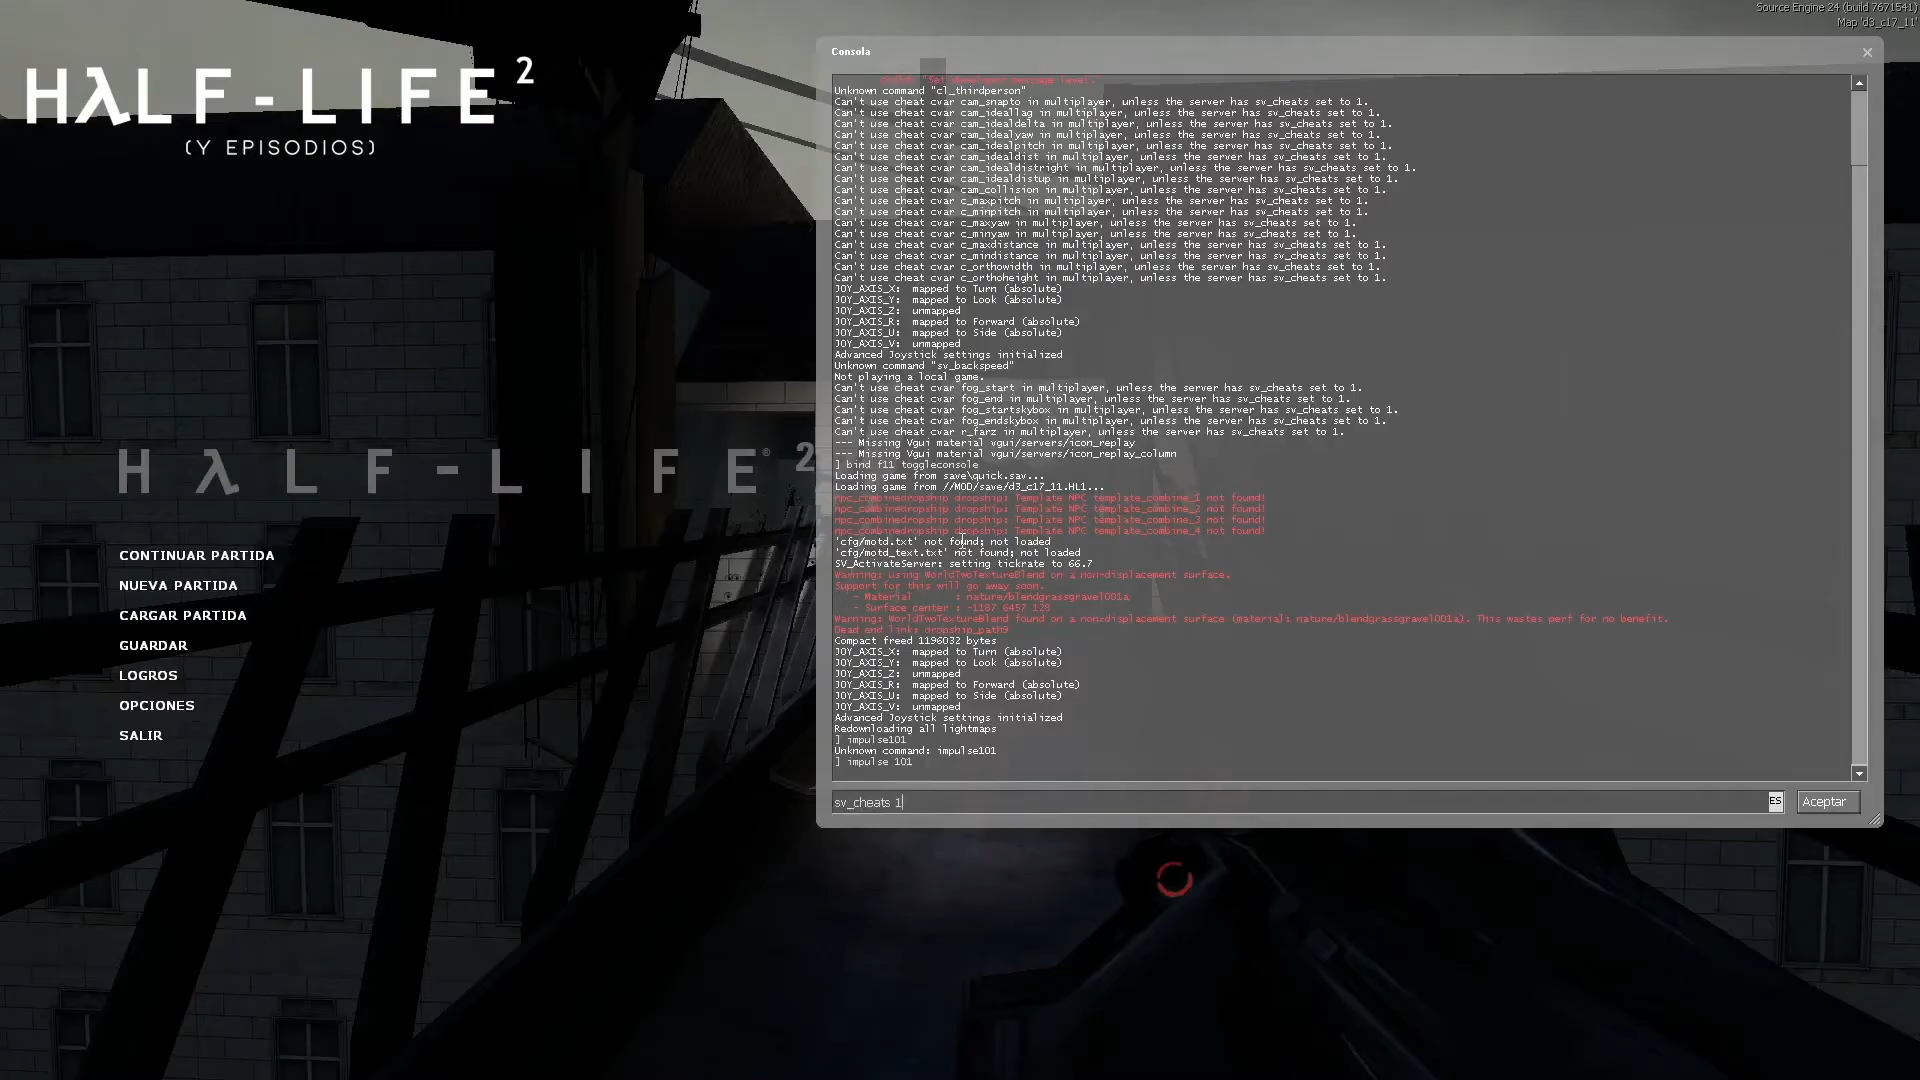 Source Engine 24 (build 7671541)
Map 'd3_c17_11'
HλLF-LIFE 2
(Y EPISODIOS)
HλLF-LIFE® 2
CONTINUAR PARTIDA
NUEVA PARTIDA
CARGAR PARTIDA
GUARDAR
LOGROS
OPCIONES
SALIR
Consola
"Set developer message level."
Unknown command "cl_thirdperson"
Can't use cheat cvar cam_snapto in multiplayer, unless the server has sv_cheats set to 1.
Can't use cheat cvar cam_ideallag in multiplayer, unless the server has sv_cheats set to 1.
Can't use cheat cvar cam_idealdelta in multiplayer, unless the server has sv_cheats set to 1.
Can't use cheat cvar cam_idealyaw in multiplayer, unless the server has sv_cheats set to 1.
Can't use cheat cvar cam_idealpitch in multiplayer, unless the server has sv_cheats set to 1.
Can't use cheat cvar cam_idealdist in multiplayer, unless the server has sv_cheats set to 1.
Can't use cheat cvar cam_idealdistright in multiplayer, unless the server has sv_cheats set to 1.
Can't use cheat cvar cam_idealdistup in multiplayer, unless the server has sv_cheats set to 1.
Can't use cheat cvar cam_collision in multiplayer, unless the server has sv_cheats set to 1.
Can't use cheat cvar c_maxpitch in multiplayer, unless the server has sv_cheats set to 1.
Can't use cheat cvar c_minpitch in multiplayer, unless the server has sv_cheats set to 1.
Can't use cheat cvar c_maxyaw in multiplayer, unless the server has sv_cheats set to 1.
Can't use cheat cvar c_minyaw in multiplayer, unless the server has sv_cheats set to 1.
Can't use cheat cvar c_maxdistance in multiplayer, unless the server has sv_cheats set to 1.
Can't use cheat cvar c_mindistance in multiplayer, unless the server has sv_cheats set to 1.
Can't use cheat cvar c_orthowidth in multiplayer, unless the server has sv_cheats set to 1.
Can't use cheat cvar c_orthoheight in multiplayer, unless the server has sv_cheats set to 1.
JOY_AXIS_X: mapped to Turn (absolute)
JOY_AXIS_Y: mapped to Look (absolute)
JOY_AXIS_Z: unmapped
JOY_AXIS_R: mapped to Forward (absolute)
JOY_AXIS_U: mapped to Side (absolute)
JOY_AXIS_V: unmapped
Advanced Joystick settings initialized
Unknown command "sv_backspeed"
Not playing a local game.
Can't use cheat cvar fog_start in multiplayer, unless the server has sv_cheats set to 1.
Can't use cheat cvar fog_end in multiplayer, unless the server has sv_cheats set to 1.
Can't use cheat cvar fog_startskybox in multiplayer, unless the server has sv_cheats set to 1.
Can't use cheat cvar fog_endskybox in multiplayer, unless the server has sv_cheats set to 1.
Can't use cheat cvar r_farz in multiplayer, unless the server has sv_cheats set to 1.
--- Missing Vgui material vgui/servers/icon_replay
--- Missing Vgui material vgui/servers/icon_replay_column
] bind f11 toggleconsole
Loading game from save\quick.sav...
Loading game from //MOD/save/d3_c17_11.HL1...
npc_combinedropship dropship: Template NPC template_combine_1 not found!
npc_combinedropship dropship: Template NPC template_combine_2 not found!
npc_combinedropship dropship: Template NPC template_combine_3 not found!
npc_combinedropship dropship: Template NPC template_combine_4 not found!
'cfg/motd.txt' not found; not loaded
'cfg/motd_text.txt' not found; not loaded
SV_ActivateServer: setting tickrate to 66.7
Warning: using WorldTwoTextureBlend on a non-displacement surface.
Support for this will go away soon.
- Material : nature/blendgrassgravel001a
- Surface center : -1187 6457 128
Warning: WorldTwoTextureBlend found on a non-displacement surface (material: nature/blendgrassgravel001a). This wastes perf for no benefit.
Dead end link: dropship_path9
Compact freed 1196032 bytes
JOY_AXIS_X: mapped to Turn (absolute)
JOY_AXIS_Y: mapped to Look (absolute)
JOY_AXIS_Z: unmapped
JOY_AXIS_R: mapped to Forward (absolute)
JOY_AXIS_U: mapped to Side (absolute)
JOY_AXIS_V: unmapped
Advanced Joystick settings initialized
Redownloading all lightmaps
] impulse101
Unknown command: impulse101
] impulse 101
sv_cheats 1
ES
Aceptar